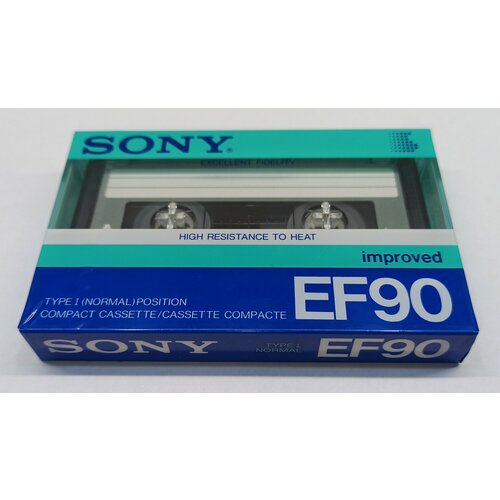 SONY®
EXCELLENT FIDELITY
HIGH RESISTANCE TO HEAT
improved
TYPE I (NORMAL) POSITION
COMPACT CASSETTE/CASSETTE COMPACTE
EF90
SONY
TYPE I
NORMAL
EF90